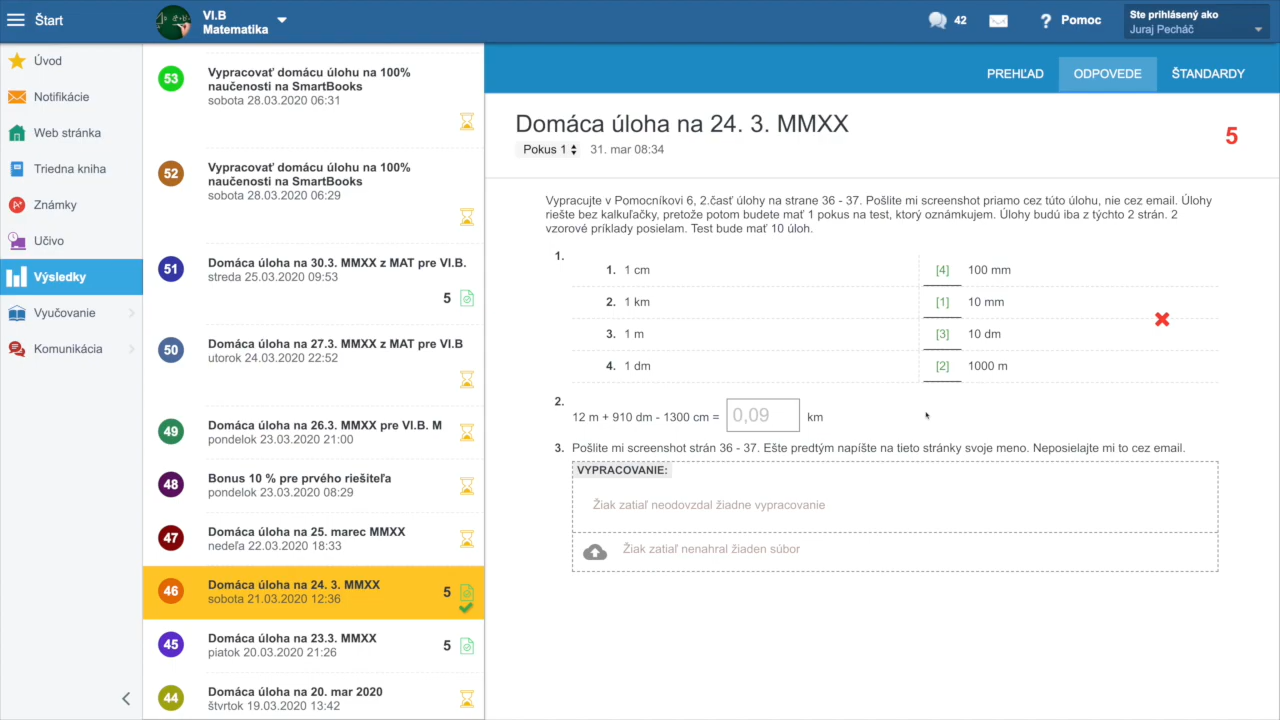 Štart
VI.B
Matematika
42
Pomoc
Ste prihlásený ako
Juraj Pecháč
Úvod
Notifikácie
Web stránka
Triedna kniha
Známky
Učivo
Výsledky
Vyučovanie
Komunikácia
53
Vypracovať domácu úlohu na 100%
naučenosti na SmartBooks
sobota 28.03.2020 06:31
52
Vypracovať domácu úlohu na 100%
naučenosti na SmartBooks
sobota 28.03.2020 06:29
51
Domáca úloha na 30.3. MMXX z MAT pre VI.B.
streda 25.03.2020 09:53
5
50
Domáca úloha na 27.3. MMXX z MAT pre VI.B
utorok 24.03.2020 22:52
49
Domáca úloha na 26.3. MMXX pre VI.B. M
pondelok 23.03.2020 21:00
48
Bonus 10 % pre prvého riešiteľa
pondelok 23.03.2020 08:29
47
Domáca úloha na 25. marec MMXX
nedeľa 22.03.2020 18:33
46
Domáca úloha na 24. 3. MMXX
sobota 21.03.2020 12:36
5
45
Domáca úloha na 23.3. MMXX
piatok 20.03.2020 21:26
5
44
Domáca úloha na 20. mar 2020
štvrtok 19.03.2020 13:42
PREHĽAD ODPOVEDE ŠTANDARDY
Domáca úloha na 24. 3. MMXX
5
Pokus 1 31. mar 08:34
Vypracujte v Pomocníkovi 6, 2.časť úlohy na strane 36 - 37. Pošlite mi screenshot priamo cez túto úlohu, nie cez email. Úlohy
riešte bez kalkuľačky, pretože potom budete mať 1 pokus na test, ktorý oznámkujem. Úlohy budú iba z týchto 2 strán. 2
vzorové príklady posielam. Test bude mať 10 úloh.
1.
1. 1 cm [4] 100 mm
2. 1 km [1] 10 mm
3. 1 m [3] 10 dm
4. 1 dm [2] 1000 m
2.
12 m + 910 dm - 1300 cm = 0,09 km
3. Pošlite mi screenshot strán 36 - 37. Ešte predtým napíšte na tieto stránky svoje meno. Neposielajte mi to cez email.
VYPRACOVANIE:
Žiak zatiaľ neodovzdal žiadne vypracovanie
Žiak zatiaľ nenahral žiaden súbor